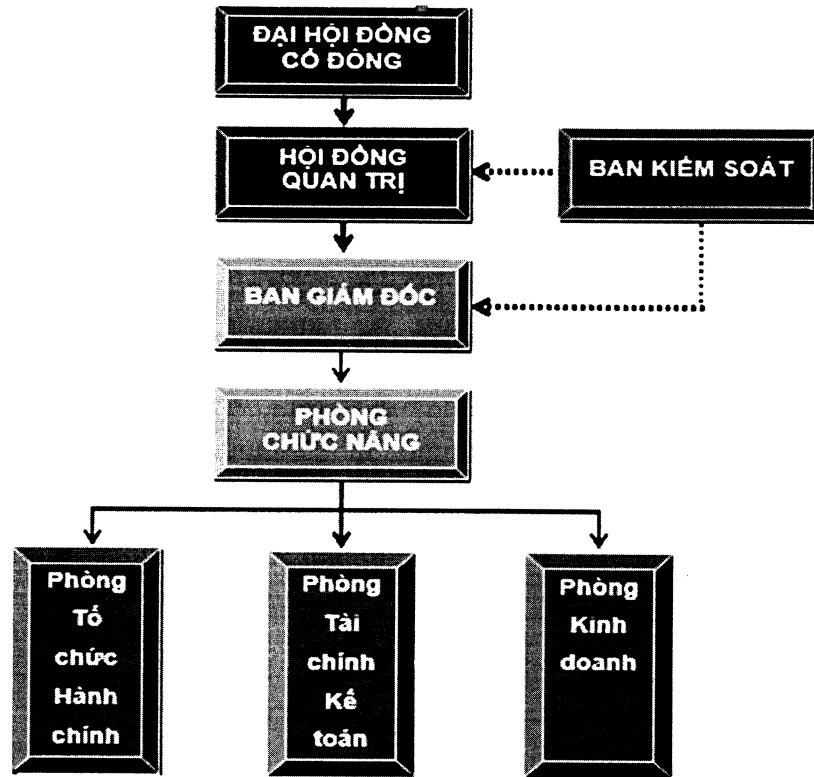 ĐẠI HỘI ĐỒNG
CỔ ĐÔNG
HỘI ĐỒNG
QUẢN TRỊ
BAN KIỂM SOÁT
BAN GIÁM ĐỐC
PHÒNG
CHỨC NĂNG
Phòng
Tổ
chức
Hành
chính
Phòng
Tài
chính
Kế
toán
Phòng
Kinh
doanh